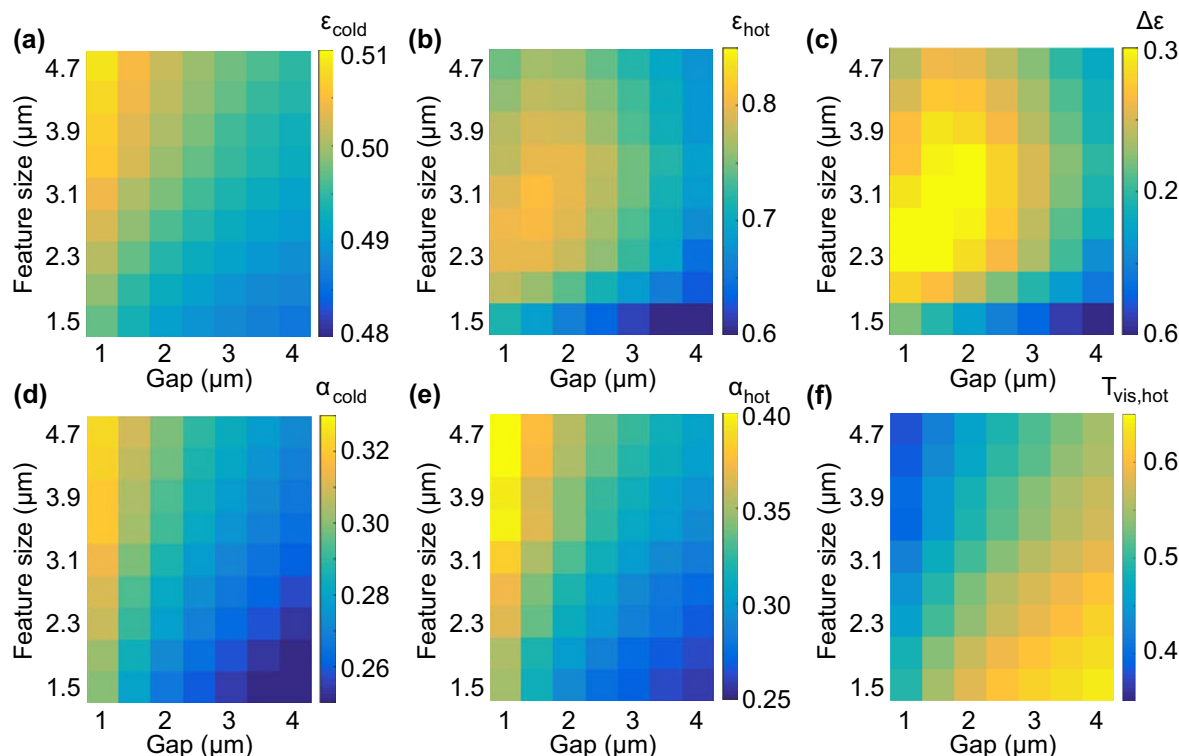 (a)
ε cold
4.7
3.9
3.1
2.3
1.5
Feature size (μm)
1 2 3 4
Gap (μm)
0.51
0.50
0.49
0.48
(b)
ε hot
4.7
3.9
3.1
2.3
1.5
Feature size (μm)
1 2 3 4
Gap (μm)
0.8
0.7
0.6
(c)
Δε
4.7
3.9
3.1
2.3
1.5
Feature size (μm)
1 2 3 4
Gap (μm)
0.3
0.2
0.6
(d)
α cold
4.7
3.9
3.1
2.3
1.5
Feature size (μm)
1 2 3 4
Gap (μm)
0.32
0.30
0.28
0.26
(e)
α hot
4.7
3.9
3.1
2.3
1.5
Feature size (μm)
1 2 3 4
Gap (μm)
0.40
0.35
0.30
0.25
(f)
T vis,hot
4.7
3.9
3.1
2.3
1.5
Feature size (μm)
1 2 3 4
Gap (μm)
0.6
0.5
0.4